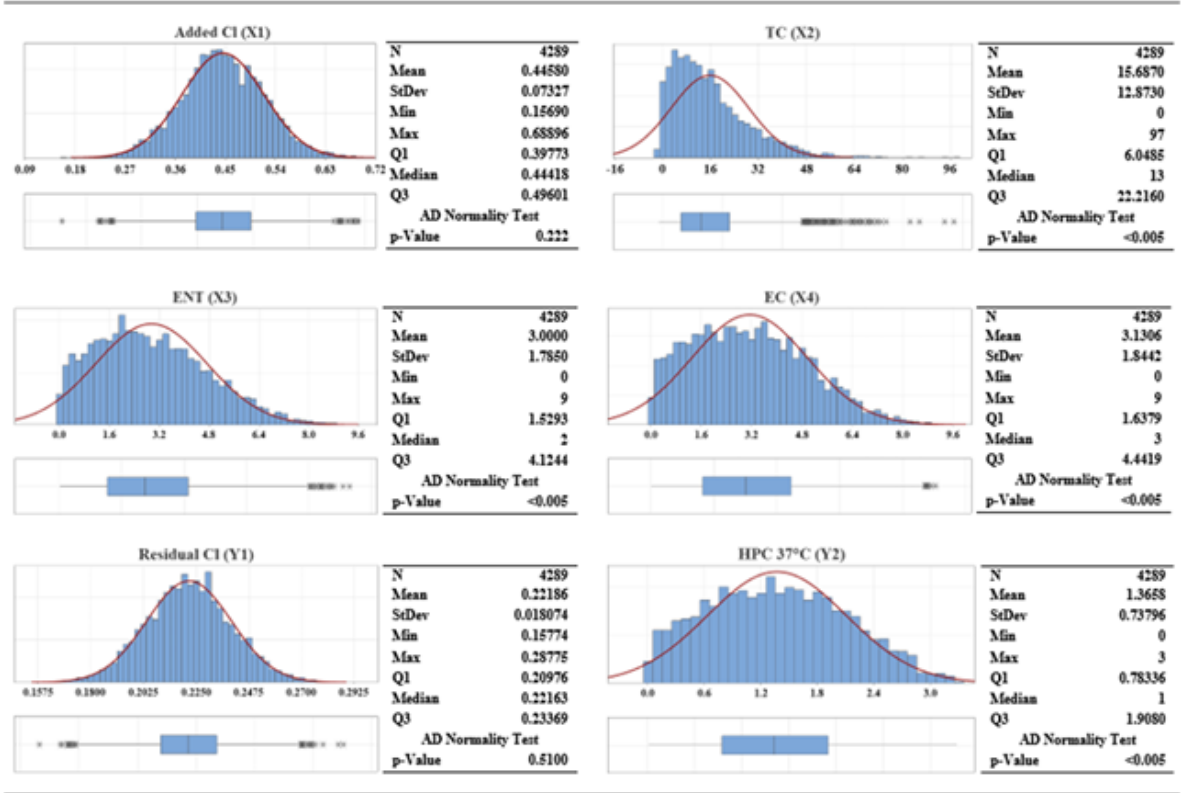 Added Cl (X1)
0.09 0.18 0.27 0.36 0.45 0.54 0.63 0.72
N 4289
Mean 0.44580
StDev 0.07327
Min 0.15690
Max 0.68896
Q1 0.39773
Median 0.44418
Q3 0.49601
AD Normality Test
p-Value 0.222
TC (X2)
-16 0 16 32 48 64 80 96
N 4289
Mean 15.6870
StDev 12.8730
Min 0
Max 97
Q1 6.0485
Median 13
Q3 22.2160
AD Normality Test
p-Value <0.005
ENT (X3)
0.0 1.6 3.2 4.8 6.4 8.0 9.6
N 4289
Mean 3.0000
StDev 1.7850
Min 0
Max 9
Q1 1.5293
Median 2
Q3 4.1244
AD Normality Test
p-Value <0.005
EC (X4)
0.0 1.6 3.2 4.8 6.4 8.0 9.6
N 4289
Mean 3.1306
StDev 1.8442
Min 0
Max 9
Q1 1.6379
Median 3
Q3 4.4419
AD Normality Test
p-Value <0.005
Residual Cl (Y1)
0.1575 0.1800 0.2025 0.2250 0.2475 0.2700 0.2925
N 4289
Mean 0.22186
StDev 0.018074
Min 0.15774
Max 0.28775
Q1 0.20976
Median 0.22163
Q3 0.23369
AD Normality Test
p-Value 0.5100
HPC 37°C (Y2)
0.0 0.6 1.2 1.8 2.4 3.0
N 4289
Mean 1.3658
StDev 0.73796
Min 0
Max 3
Q1 0.78336
Median 1
Q3 1.9080
AD Normality Test
p-Value <0.005